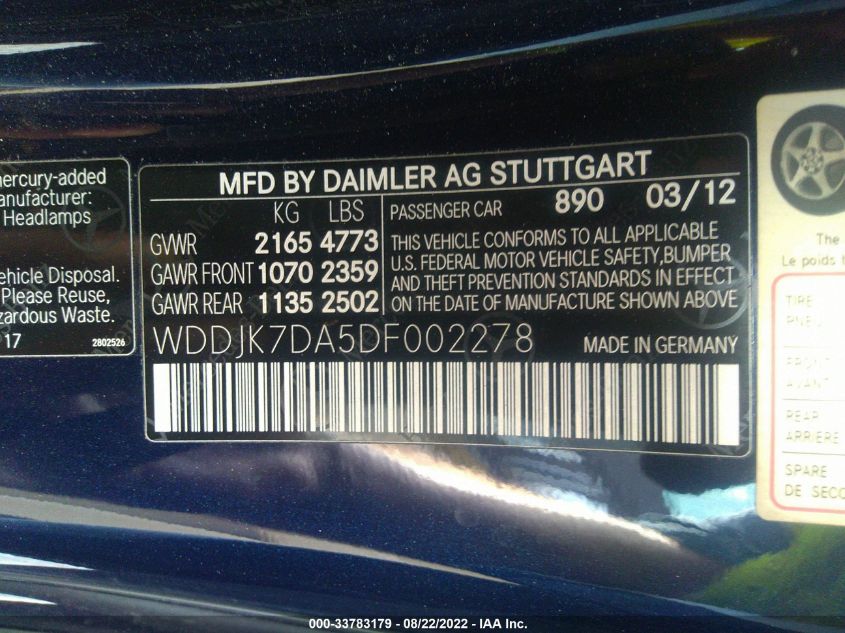 mercury-added
anufacturer:
Headlamps
ehicle Disposal.
Please Reuse,
zardous Waste.
17
2802526
MFD BY DAIMLER AG STUTTGART
KG LBS
GVWR 2165 4773
GAWR FRONT 1070 2359
GAWR REAR 1135 2502
PASSENGER CAR 890 03/12
THIS VEHICLE CONFORMS TO ALL APPLICABLE
U.S. FEDERAL MOTOR VEHICLE SAFETY, BUMPER
AND THEFT PREVENTION STANDARDS IN EFFECT
ON THE DATE OF MANUFACTURE SHOWN ABOVE
WDDJK7DA5DF002278 MADE IN GERMANY
The
Le poids
TIRE
PNEU
FRONT
AVANT
REAR
ARRIERE
SPARE
DE SECO
000-33783179 - 08/22/2022 - IAA Inc.